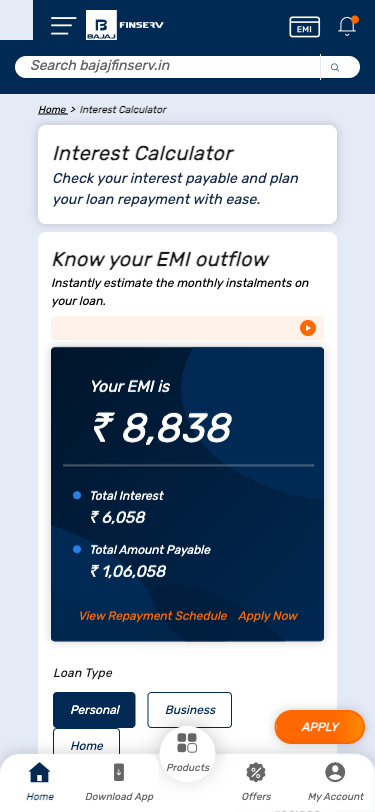 BAJAJ
FINSERV
EMI
Search bajajfinserv.in
Home > Interest Calculator
Interest Calculator
Check your interest payable and plan
your loan repayment with ease.
Know your EMI outflow
Instantly estimate the monthly instalments on
your loan.
Your EMI is
₹ 8,838
Total Interest
₹ 6,058
Total Amount Payable
₹ 1,06,058
View Repayment Schedule Apply Now
Loan Type
Personal Business
Home
APPLY
Products
Home Download App Offers My Account